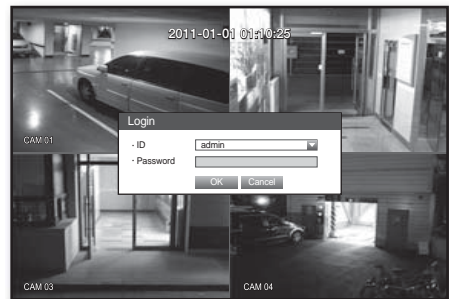 2011-01-01 01:10:25
CAM 01
Login
· ID
admin
· Password
OK Cancel
CAM 03
CAM 04